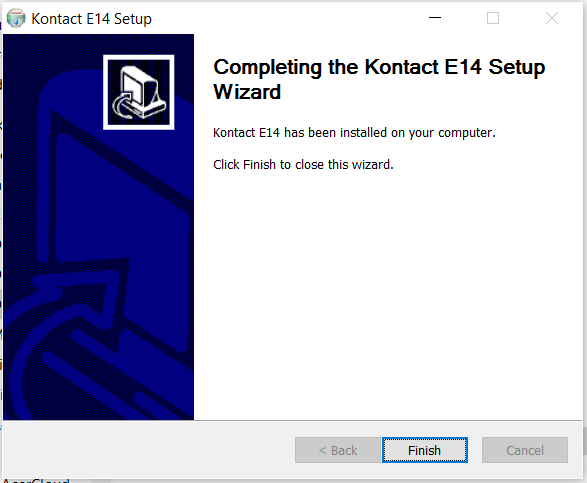 Kontact E14 Setup
Completing the Kontact E14 Setup
Wizard
Kontact E14 has been installed on your computer.
Click Finish to close this wizard.
< Back
Finish
Cancel